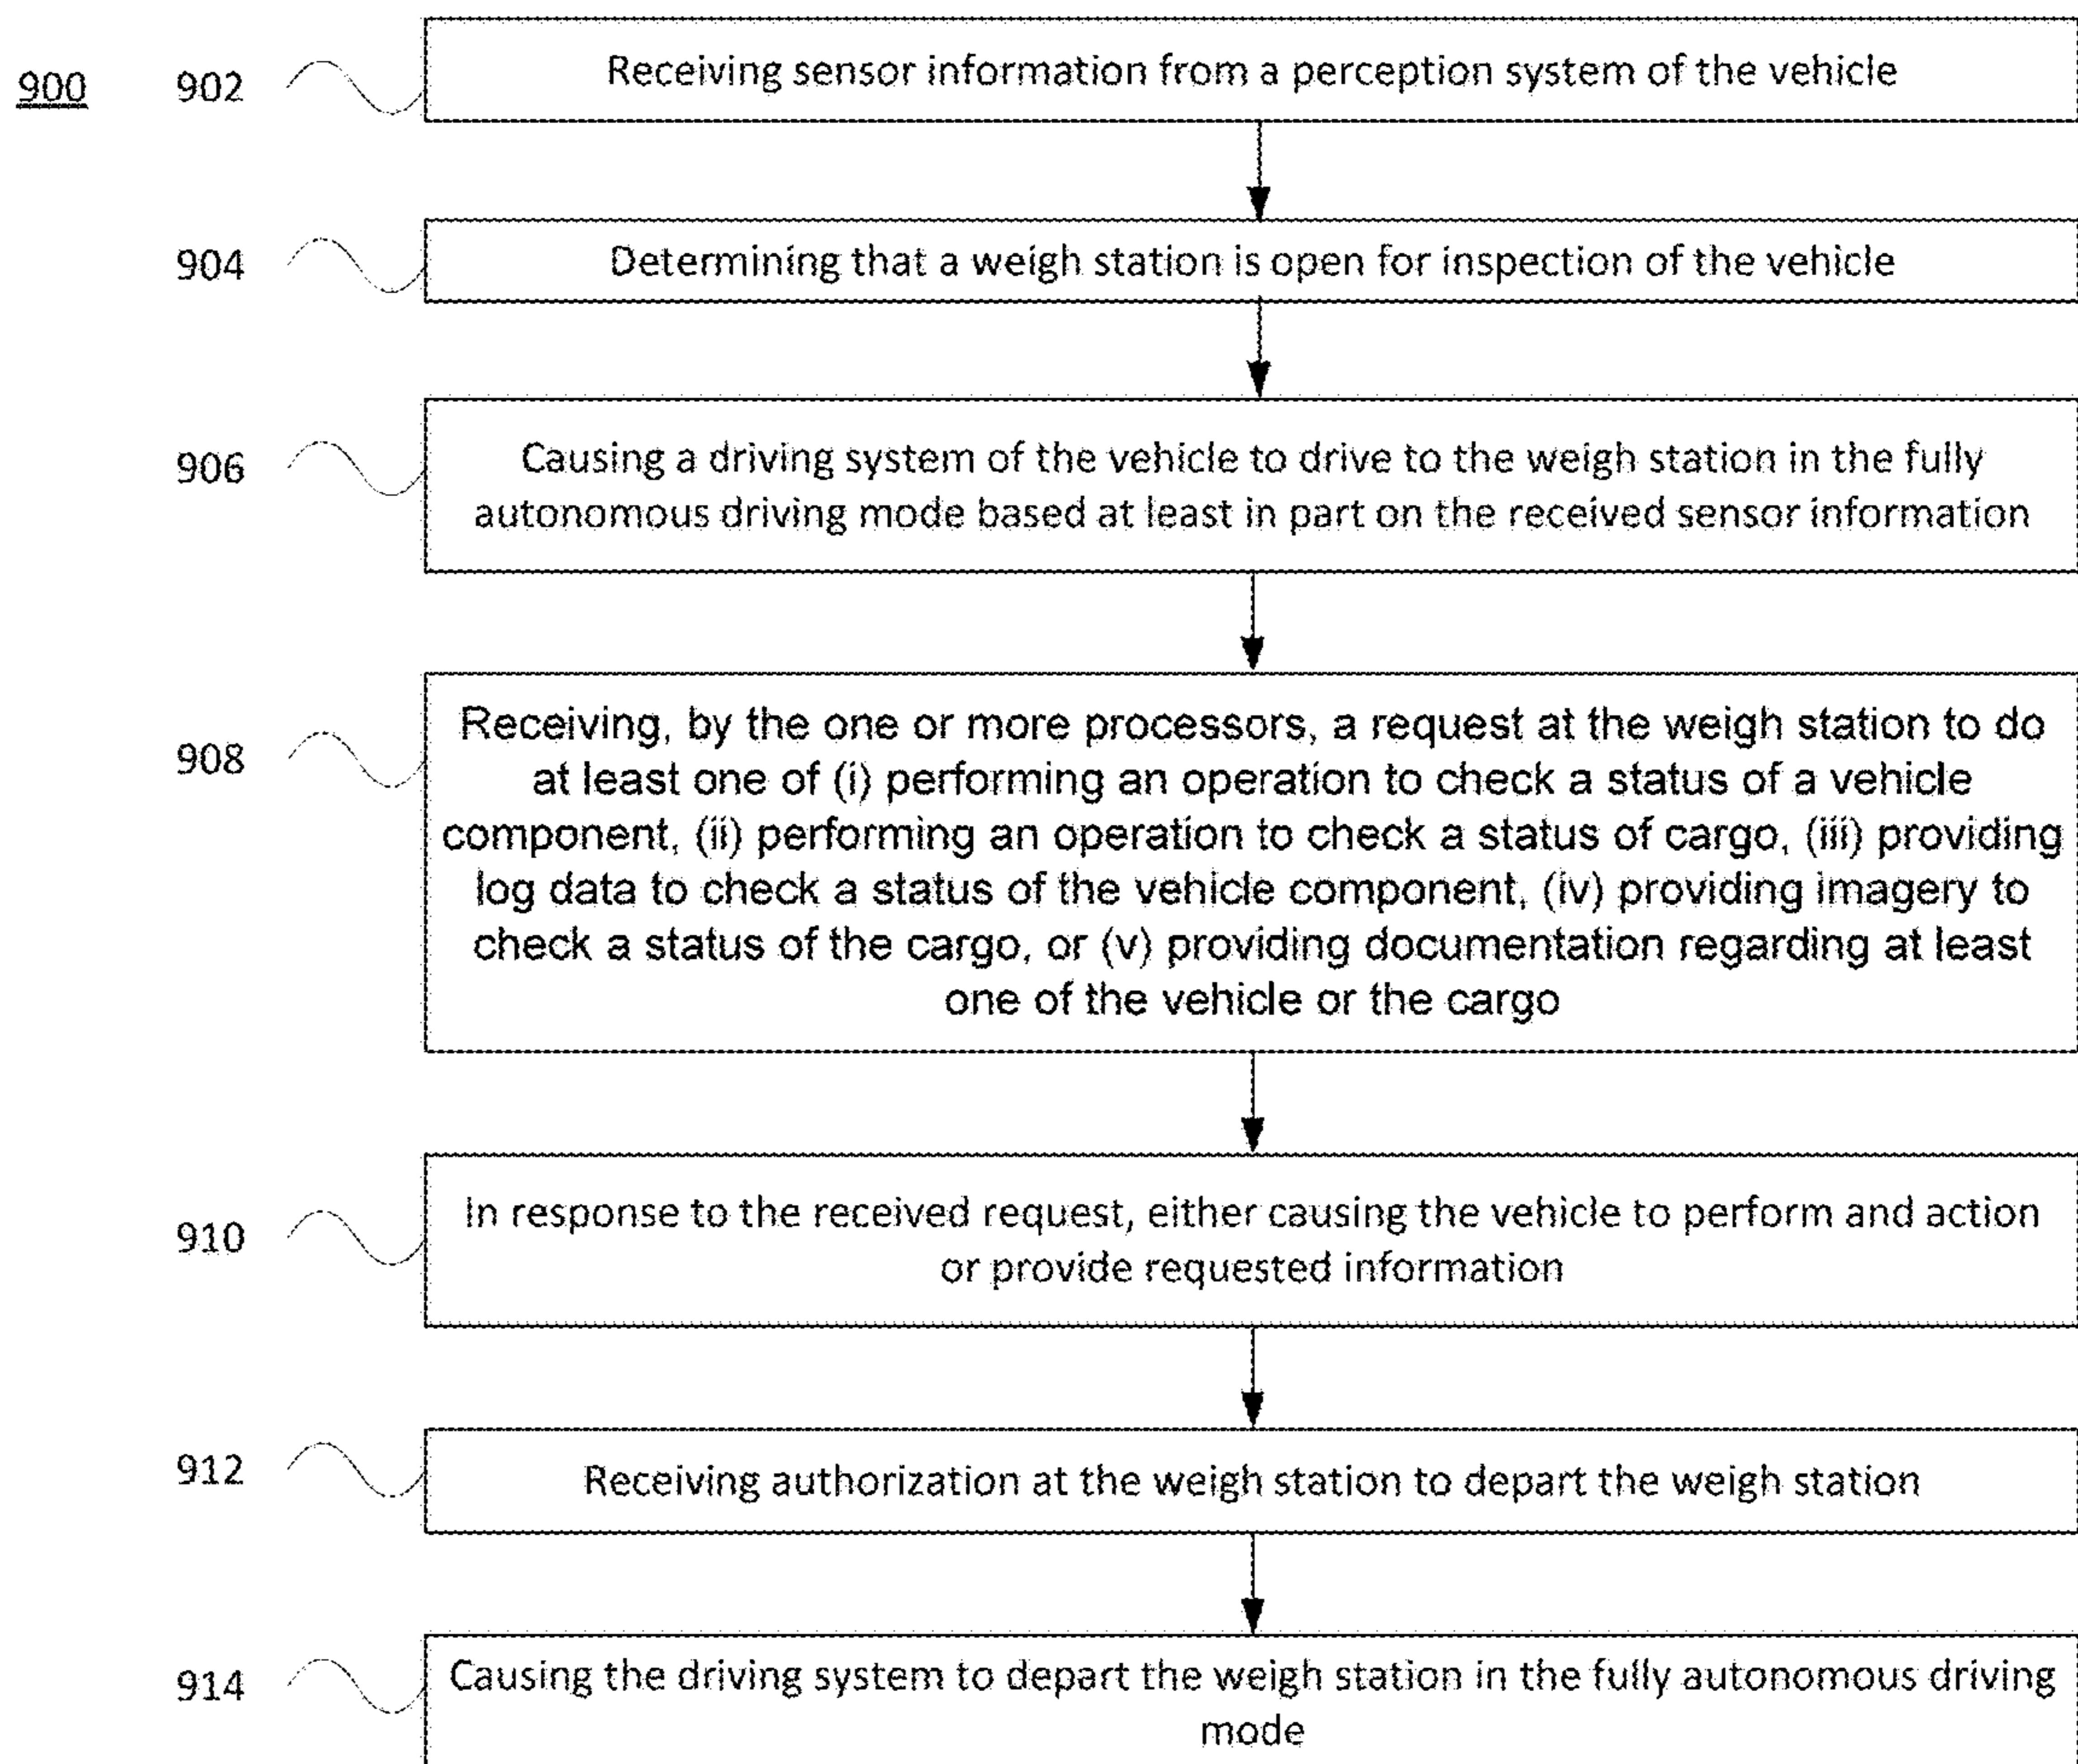 900
902
Receiving sensor information from a perception system of the vehicle
904
Determining that a weigh station is open for inspection of the vehicle
906
Causing a driving system of the vehicle to drive to the weigh station in the fully
autonomous driving mode based at least in part on the received sensor information
908
Receiving, by the one or more processors, a request at the weigh station to do
at least one of (i) performing an operation to check a status of a vehicle
component, (ii) performing an operation to check a status of cargo, (iii) providing
log data to check a status of the vehicle component, (iv) providing imagery to
check a status of the cargo, or (v) providing documentation regarding at least
one of the vehicle or the cargo
910
In response to the received request, either causing the vehicle to perform and action
or provide requested information
912
Receiving authorization at the weigh station to depart the weigh station
914
Causing the driving system to depart the weigh station in the fully autonomous driving
mode